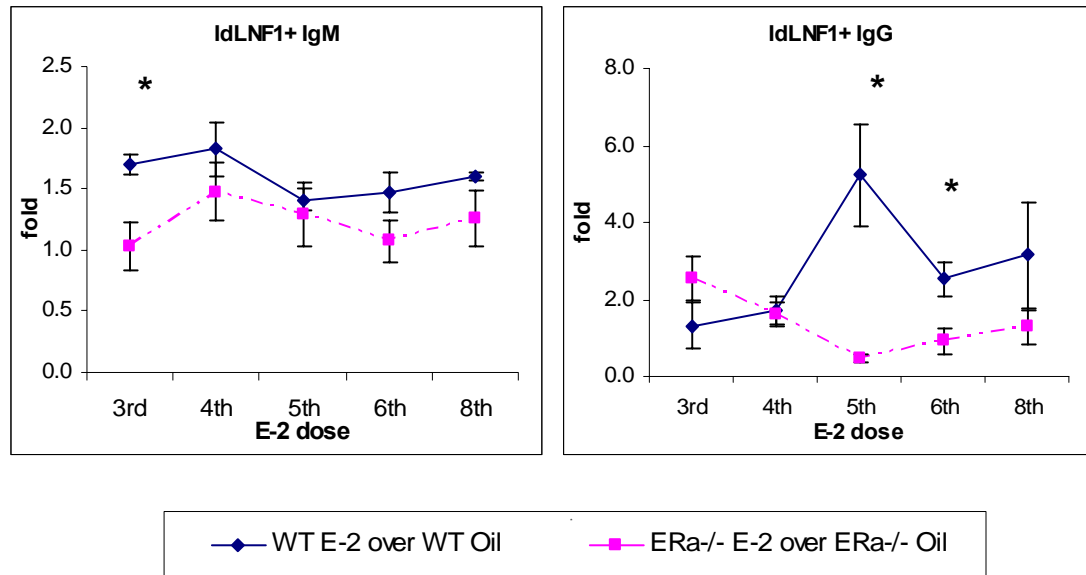 IdLNF1+ IgM
fold
2.5
2.0
1.5
1.0
0.5
0.0
*
3rd 4th 5th 6th 8th
E-2 dose
IdLNF1+ IgG
fold
8.0
6.0
4.0
2.0
0.0
*
*
3rd 4th 5th 6th 8th
E-2 dose
WT E-2 over WT Oil ERa-/- E-2 over ERa-/- Oil